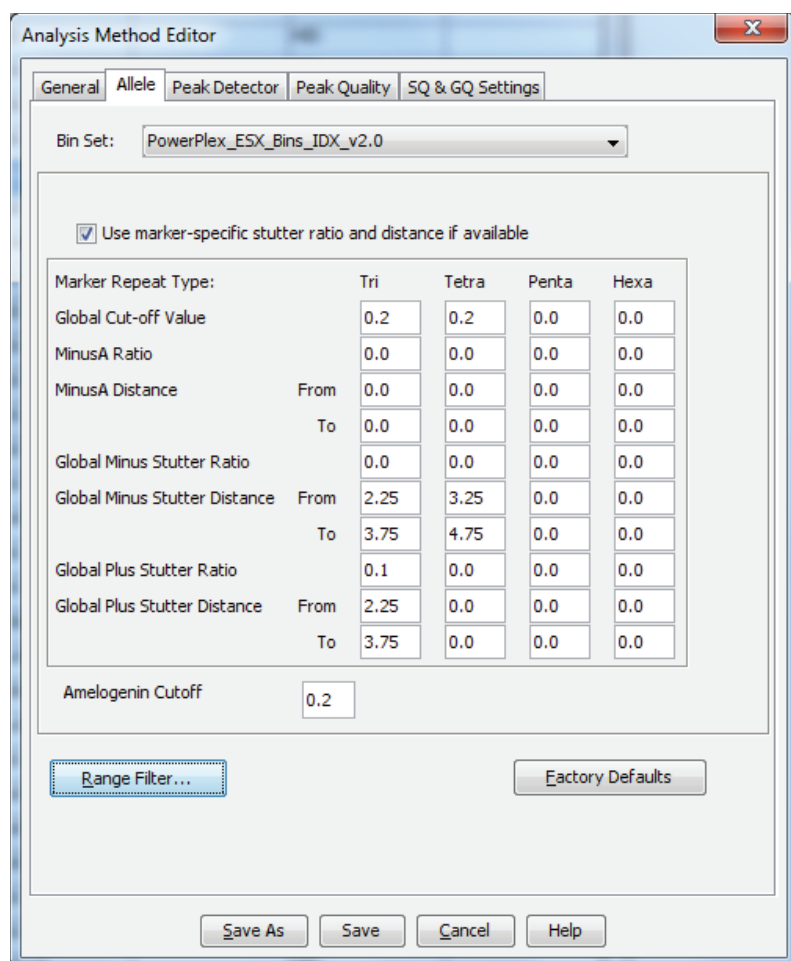 Analysis Method Editor
General Allele Peak Detector Peak Quality SQ & GQ Settings
Bin Set: PowerPlex_ESX_Bins_IDX_v2.0
Use marker-specific stutter ratio and distance if available
Marker Repeat Type: Tri Tetra Penta Hexa
Global Cut-off Value 0.2 0.2 0.0 0.0
MinusA Ratio 0.0 0.0 0.0 0.0
MinusA Distance From 0.0 0.0 0.0 0.0
To 0.0 0.0 0.0 0.0
Global Minus Stutter Ratio 0.0 0.0 0.0 0.0
Global Minus Stutter Distance From 2.25 3.25 0.0 0.0
To 3.75 4.75 0.0 0.0
Global Plus Stutter Ratio 0.1 0.0 0.0 0.0
Global Plus Stutter Distance From 2.25 0.0 0.0 0.0
To 3.75 0.0 0.0 0.0
Amelogenin Cutoff 0.2
Range Filter... Factory Defaults
Save As Save Cancel Help